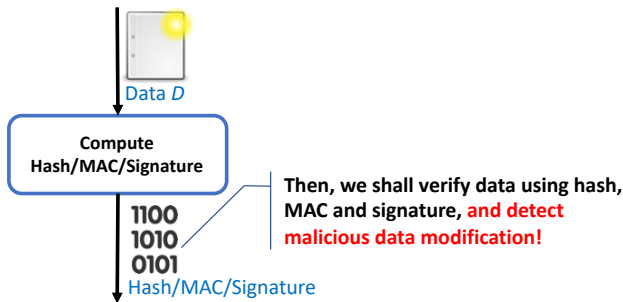 Data D
Compute
Hash/MAC/Signature
Then, we shall verify data using hash,
MAC and signature, and detect
malicious data modification!
1100
1010
0101
Hash/MAC/Signature